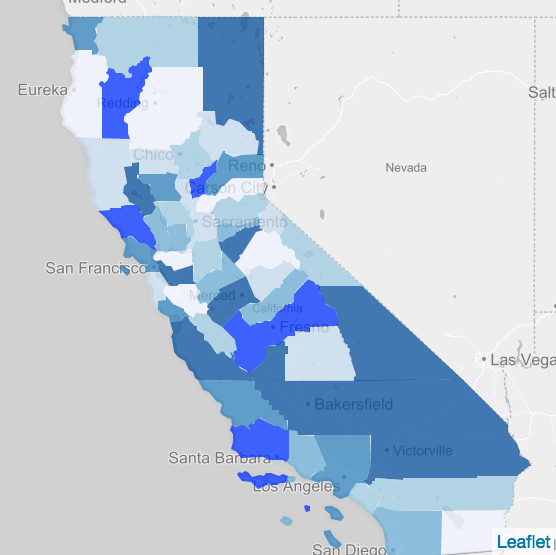 Medford
Eureka
Redding
Salt
Chico
Reno
Nevada
Carson City
Sacramento
San Francisco
Merced
California
Fresno
Las Vega
Bakersfield
Victorville
Santa Barbara
Los Angeles
San Diego
Leaflet